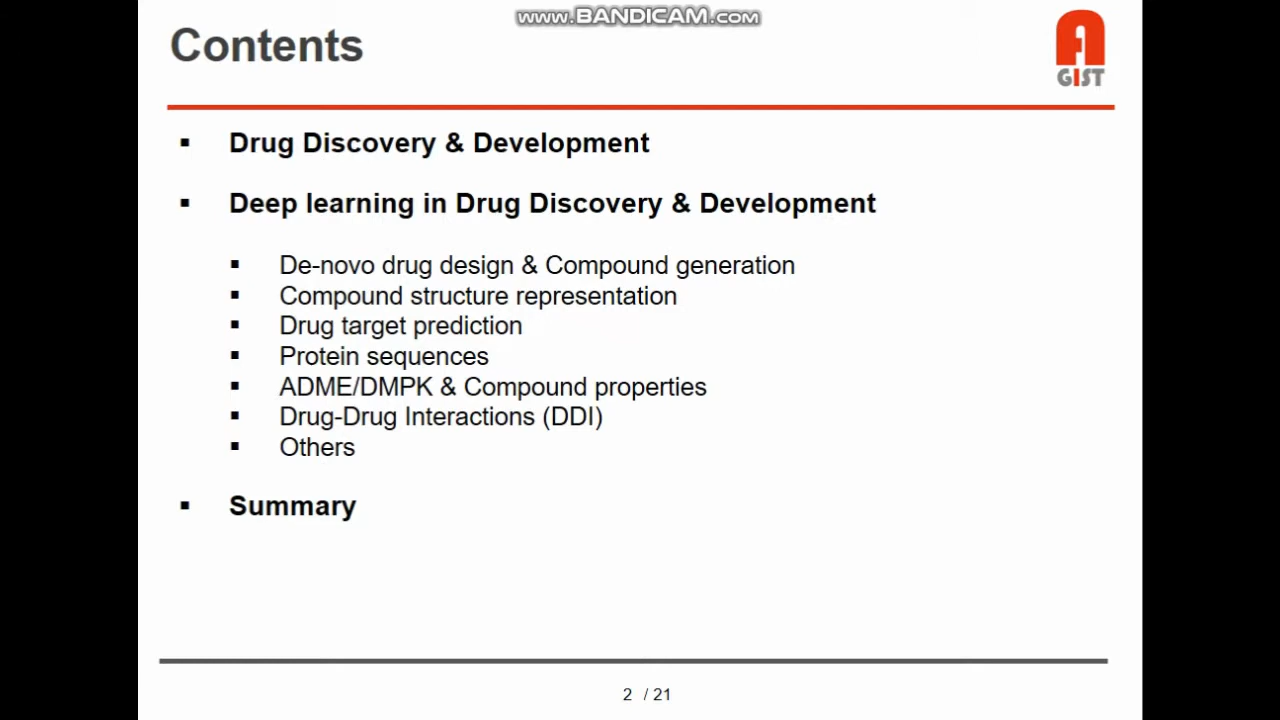 www.BANDICAM.com
Contents
GIST
▪ Drug Discovery & Development
▪ Deep learning in Drug Discovery & Development
▪ De-novo drug design & Compound generation
▪ Compound structure representation
▪ Drug target prediction
▪ Protein sequences
▪ ADME/DMPK & Compound properties
▪ Drug-Drug Interactions (DDI)
▪ Others
▪ Summary
2 / 21